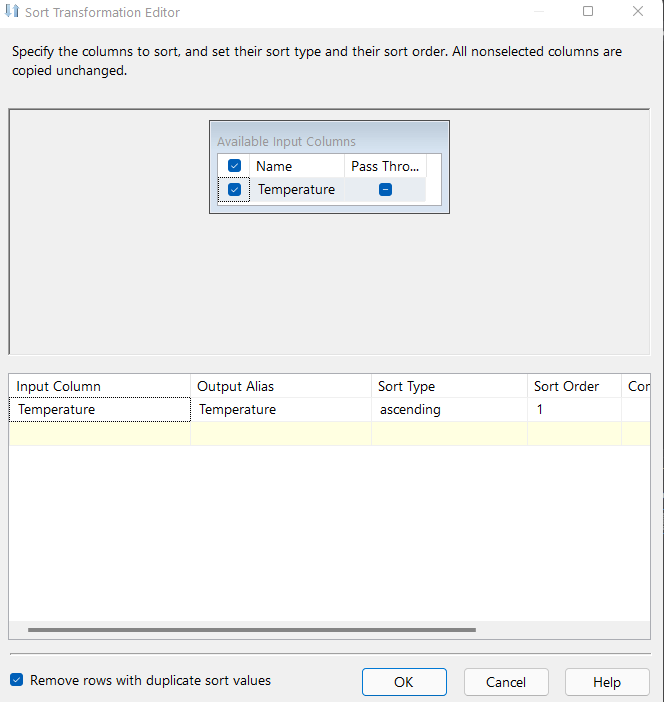 Sort Transformation Editor
Specify the columns to sort, and set their sort type and their sort order. All nonselected columns are
copied unchanged.
Available Input Columns
Name Pass Thro...
Temperature
Input Column Output Alias Sort Type Sort Order Cor
Temperature Temperature ascending 1
Remove rows with duplicate sort values OK Cancel Help